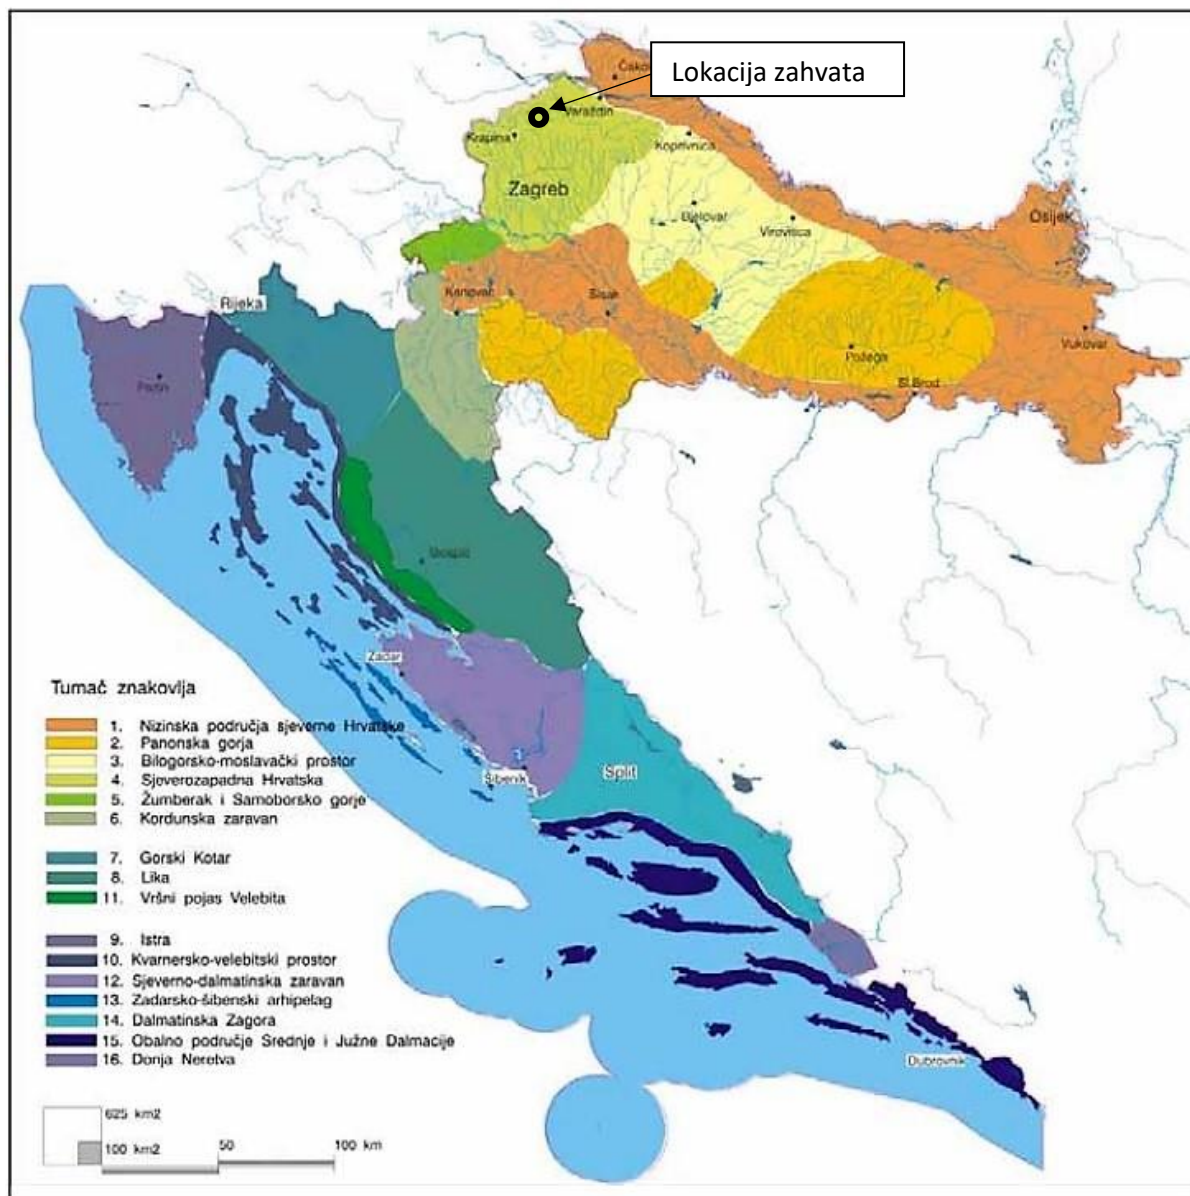 Lokacija zahvata
Varaždin
Krapina
Koprivnica
Zagreb
Bjelovar
Virovitica
Osijek
Karlovac
Sisak
Rijeka
Vukovar
Požega
Sl.Brod
Pazin
Gospić
Zadar
Tumač znakovlja
1. Nizinska područja sjeverne Hrvatske
2. Panonska gorja
3. Bilogorsko-moslavački prostor
4. Sjeverozapadna Hrvatska
5. Žumberak i Samoborsko gorje
6. Kordunska zaravan
Šibenik
Split
7. Gorski Kotar
8. Lika
11. Vršni pojas Velebita
9. Istra
10. Kvarnersko-velebitski prostor
12. Sjeverno-dalmatinska zaravan
13. Zadarsko-šibenski arhipelag
14. Dalmatinska Zagora
15. Obalno područje Srednje i Južne Dalmacije
16. Donja Neretva
Dubrovnik
625 km2
100 km2
50
100 km